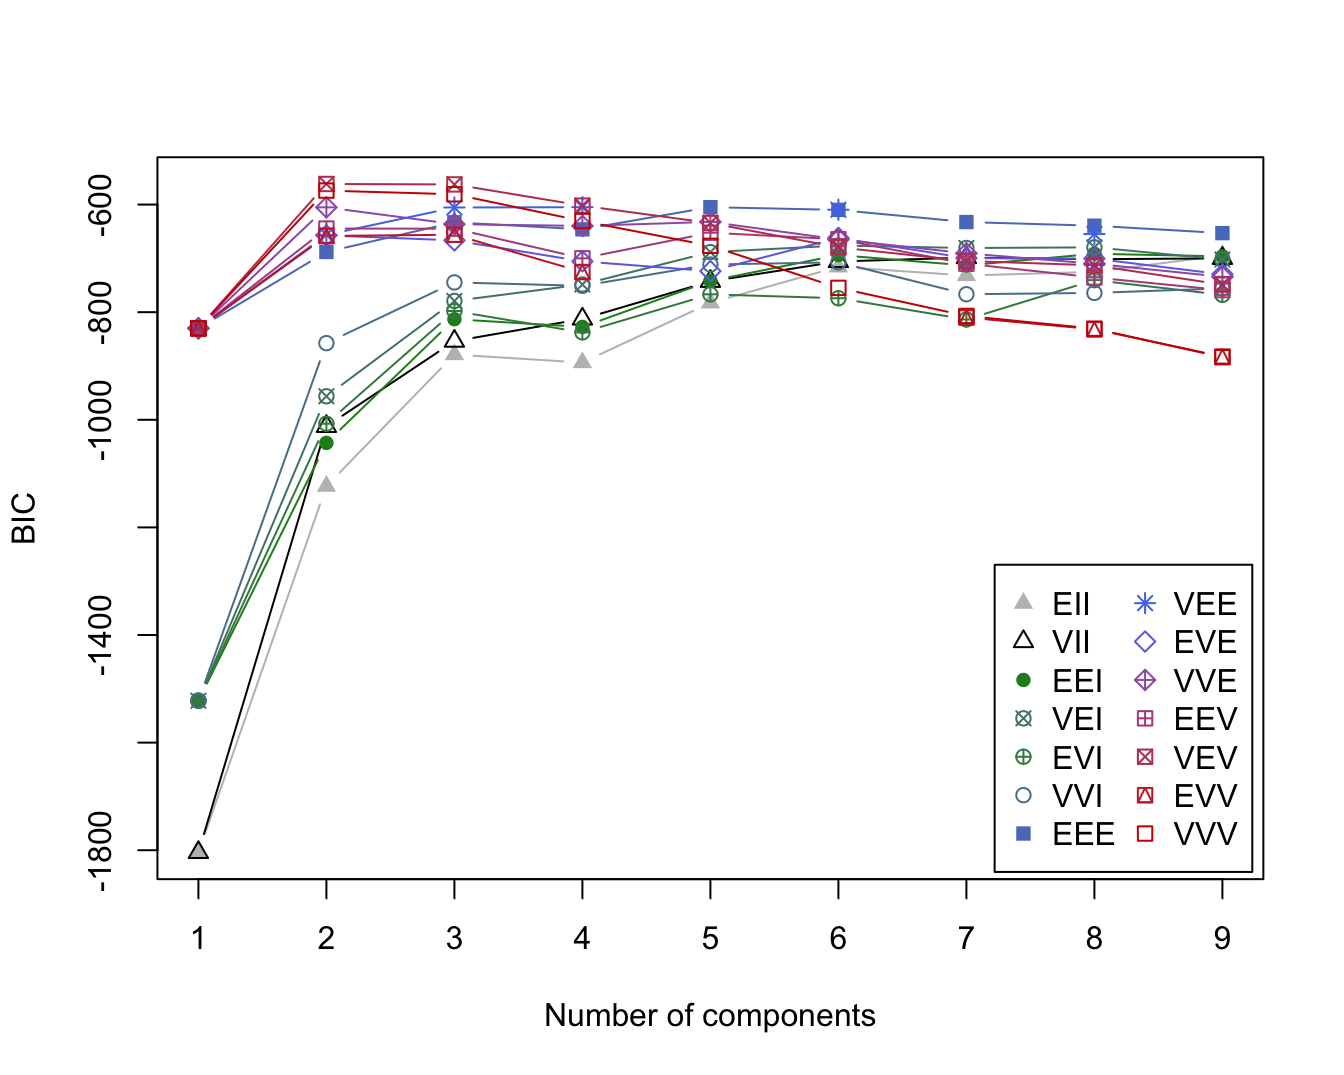 -600
-800
-1000
-1400
-1800
BIC
1 2 3 4 5 6 7 8 9
Number of components
EII VEE
VII EVE
EEI VVE
VEI EEV
EVI VEV
VVI EVV
EEE VVV